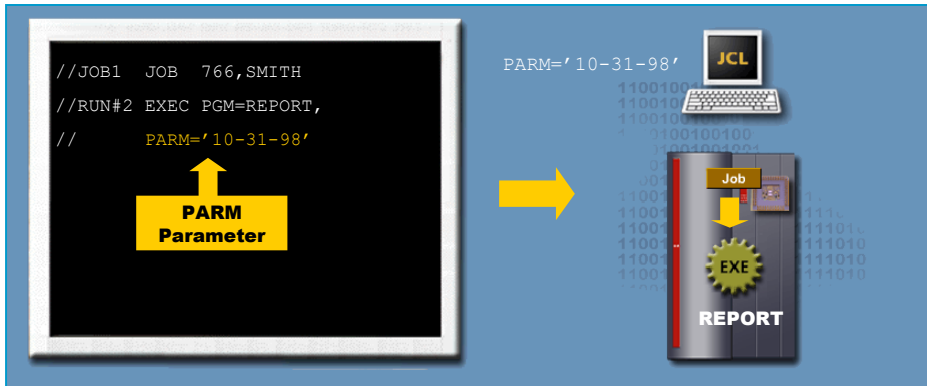 //JOB1 JOB 766,SMITH
//RUN#2 EXEC PGM=REPORT,
// PARM=’10-31-98’
PARM
Parameter
PARM=’10-31-98’
JCL
Job
EXE
REPORT